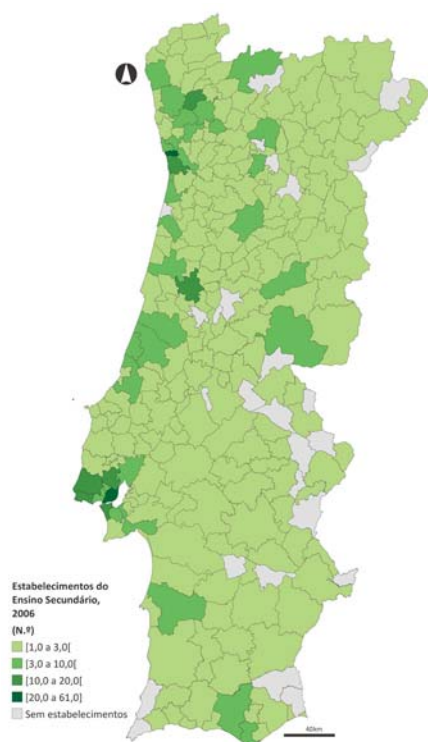 Estabelecimentos do
Ensino Secundário,
2006
(N.º)
[1,0 a 3,0[
[3,0 a 10,0[
[10,0 a 20,0[
[20,0 a 61,0]
Sem estabelecimentos
40km